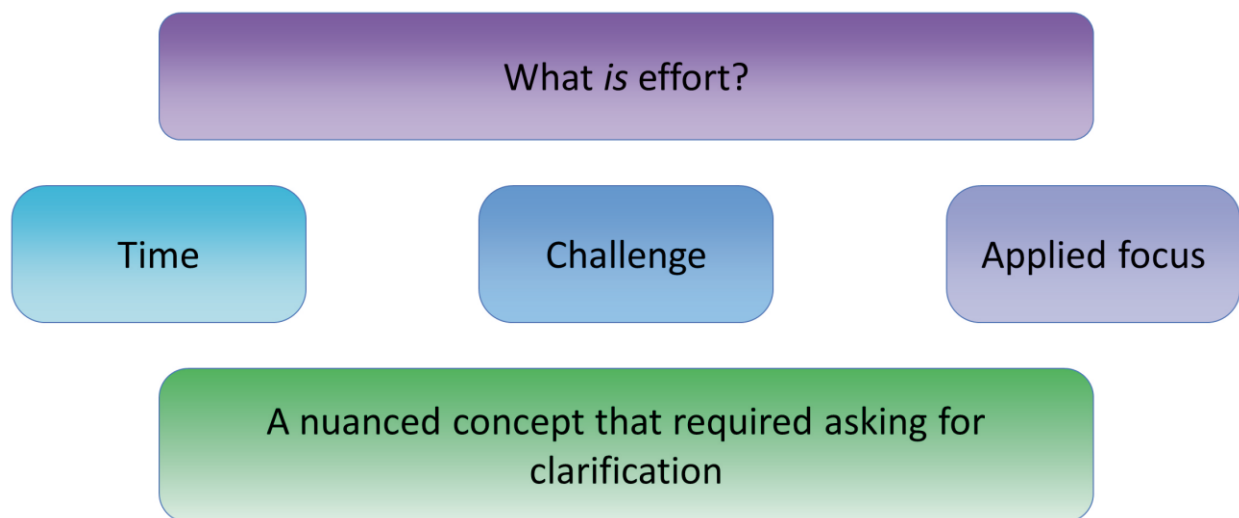 What is effort?
Time
Challenge
Applied focus
A nuanced concept that required asking for
clarification